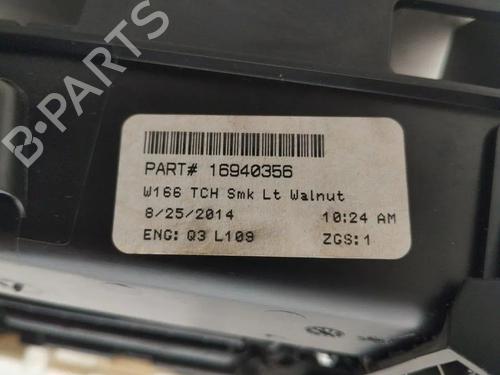 B-PARTS
PART# 16940356
W166 TCH Smk Lt Walnut
8/25/2014 10:24 AM
ENG: Q3 L109 ZGS:1